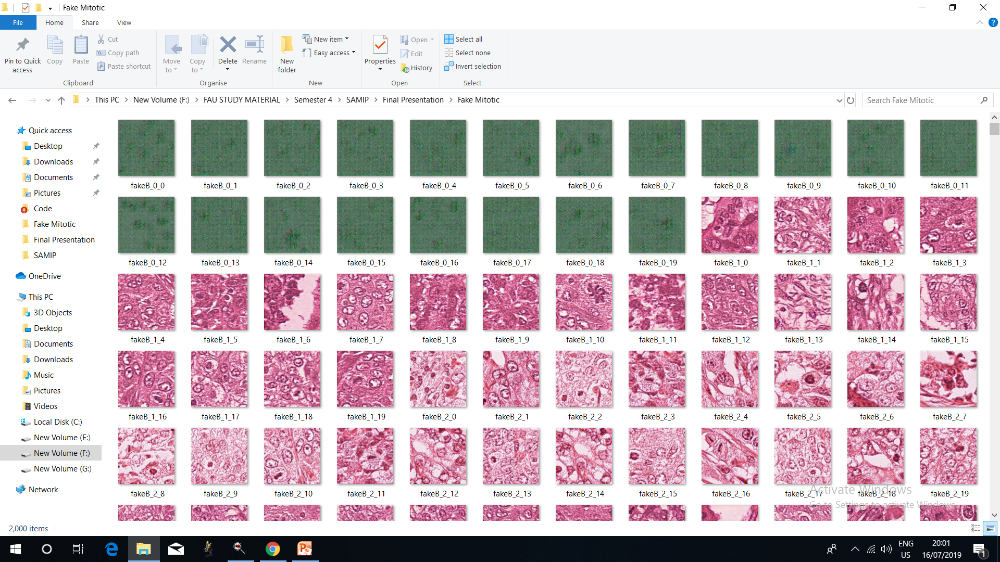 Fake Mitotic
File Home Share View
Pin to Quick access
Copy
Paste
Cut
Copy path
Paste shortcut
Clipboard
Move to
Copy to
Delete
Rename
Organise
New folder
New item
Easy access
New
Properties
Open
Edit
History
Open
Select all
Select none
Invert selection
Select
This PC New Volume (F:) FAU STUDY MATERIAL Semester 4 SAMIP Final Presentation Fake Mitotic
Search Fake Mitotic
Quick access
Desktop
Downloads
Documents
Pictures
Code
Fake Mitotic
Final Presentation
SAMIP
OneDrive
This PC
3D Objects
Desktop
Documents
Downloads
Music
Pictures
Videos
Local Disk (C:)
New Volume (E:)
New Volume (F:)
New Volume (G:)
Network
fakeB_0_0 fakeB_0_1 fakeB_0_2 fakeB_0_3 fakeB_0_4 fakeB_0_5 fakeB_0_6 fakeB_0_7 fakeB_0_8 fakeB_0_9 fakeB_0_10 fakeB_0_11
fakeB_0_12 fakeB_0_13 fakeB_0_14 fakeB_0_15 fakeB_0_16 fakeB_0_17 fakeB_0_18 fakeB_0_19 fakeB_1_0 fakeB_1_1 fakeB_1_2 fakeB_1_3
fakeB_1_4 fakeB_1_5 fakeB_1_6 fakeB_1_7 fakeB_1_8 fakeB_1_9 fakeB_1_10 fakeB_1_11 fakeB_1_12 fakeB_1_13 fakeB_1_14 fakeB_1_15
fakeB_1_16 fakeB_1_17 fakeB_1_18 fakeB_1_19 fakeB_2_0 fakeB_2_1 fakeB_2_2 fakeB_2_3 fakeB_2_4 fakeB_2_5 fakeB_2_6 fakeB_2_7
fakeB_2_8 fakeB_2_9 fakeB_2_10 fakeB_2_11 fakeB_2_12 fakeB_2_13 fakeB_2_14 fakeB_2_15 fakeB_2_16 fakeB_2_17 fakeB_2_18 fakeB_2_19
Activate Windows
Go to Settings to activate Windows.
2,000 items
ENG
US
20:01
16/07/2019
1